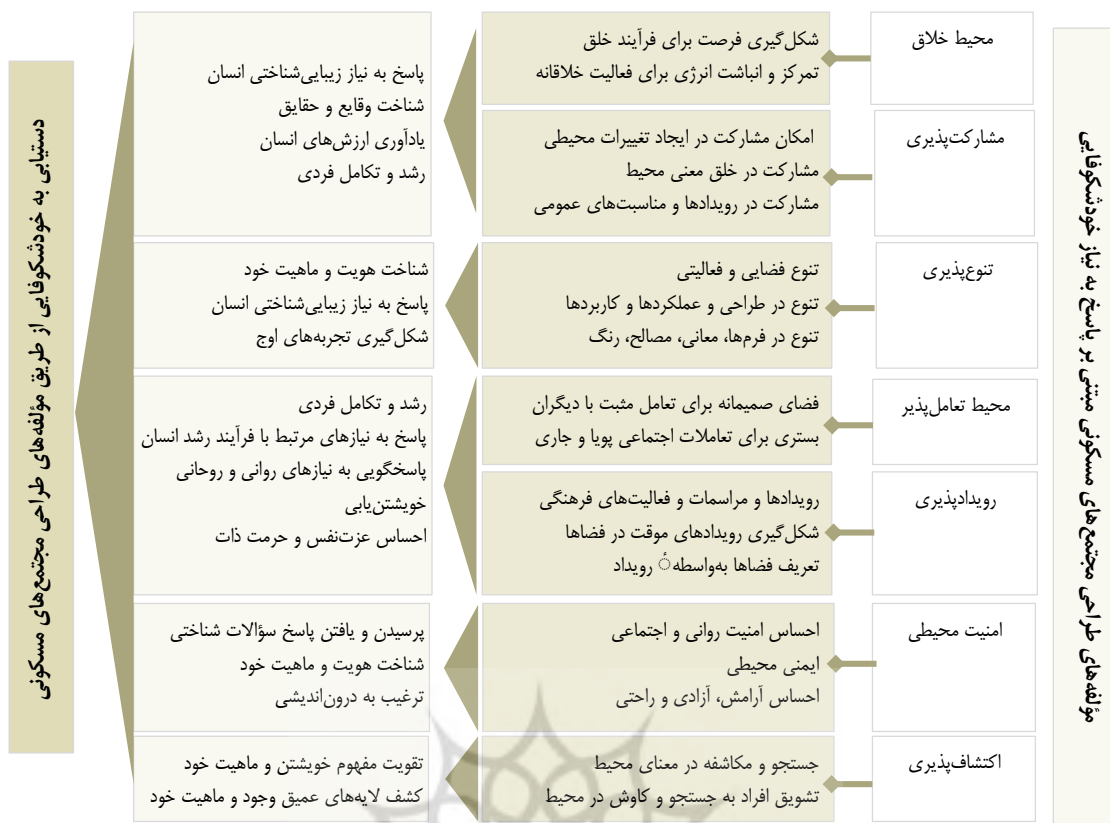 مؤلفه‌های طراحی مجتمع‌های مسکونی مبتنی بر پاسخ به نیاز خودشکوفایی
محیط خلاق
شکل‌گیری فرصت برای فرآیند خلق
تمرکز و انباشت انرژی برای فعالیت خلاقانه
مشارکت‌پذیری
امکان مشارکت در ایجاد تغییرات محیطی
مشارکت در خلق معنی محیط
مشارکت در رویدادها و مناسبت‌های عمومی
پاسخ به نیاز زیبایی‌شناختی انسان
شناخت وقایع و حقایق
یادآوری ارزش‌های انسان
رشد و تکامل فردی
تنوع‌پذیری
تنوع فضایی و فعالیتی
تنوع در طراحی و عملکردها و کاربردها
تنوع در فرم‌ها، معانی، مصالح، رنگ
شناخت هویت و ماهیت خود
پاسخ به نیاز زیبایی‌شناختی انسان
شکل‌گیری تجربه‌های اوج
محیط تعامل‌پذیر
فضای صمیمانه برای تعامل مثبت با دیگران
بستری برای تعاملات اجتماعی پویا و جاری
رویدادپذیری
رویدادها و مراسمات و فعالیت‌های فرهنگی
شکل‌گیری رویدادهای موقت در فضاها
تعریف فضاها به‌واسطهٔ رویداد
رشد و تکامل فردی
پاسخ به نیازهای مرتبط با فرآیند رشد انسان
پاسخگویی به نیازهای روانی و روحانی
خویشتن‌یابی
احساس عزت‌نفس و حرمت ذات
امنیت محیطی
احساس امنیت روانی و اجتماعی
ایمنی محیطی
احساس آرامش، آزادی و راحتی
پرسیدن و یافتن پاسخ سؤالات شناختی
شناخت هویت و ماهیت خود
ترغیب به درون‌اندیشی
اکتشاف‌پذیری
جستجو و مکاشفه در معنای محیط
تشویق افراد به جستجو و کاوش در محیط
تقویت مفهوم خویشتن و ماهیت خود
کشف لایه‌های عمیق وجود و ماهیت خود
دستیابی به خودشکوفایی از طریق مؤلفه‌های طراحی مجتمع‌های مسکونی